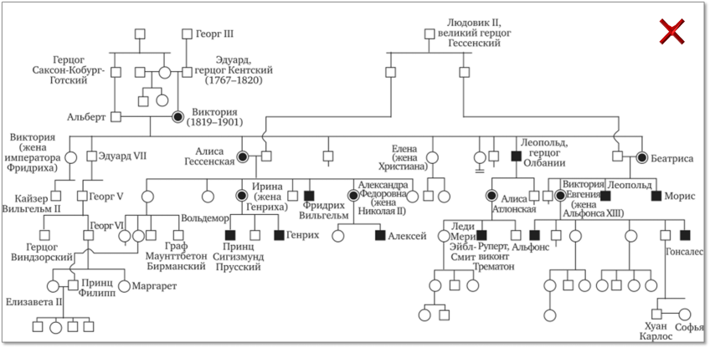 Георг III
Людовик II,
великий герцог
Гессенский
Герцог
Саксон-Кобург-
Готский
Эдуард,
герцог Кентский
(1767–1820)
Альберт
Виктория
(1819–1901)
Виктория
(жена
императора
Фридриха)
Эдуард VII
Алиса
Гессенская
Елена
(жена
Христиана)
Леопольд,
герцог
Олбании
Беатриса
Кайзер
Вильгельм II
Георг V
Ирина
(жена
Генриха)
Фридрих
Вильгельм
Александра
Федоровна
(жена
Николая II)
Алиса
Атлонская
Виктория
Евгения
(жена
Альфонса XIII)
Леопольд
Морис
Георг VI
Вольдемор
Герцог
Виндзорский
Граф
Маунттбетон
Бирманский
Принц
Сигизмунд
Прусский
Генрих
Алексей
Леди
Мери
Эйбл-
Смит
Руперт,
виконт
Трематон
Альфонс
Гонсалес
Елизавета II
Принц
Филипп
Маргарет
Хуан
Карлос
Софья